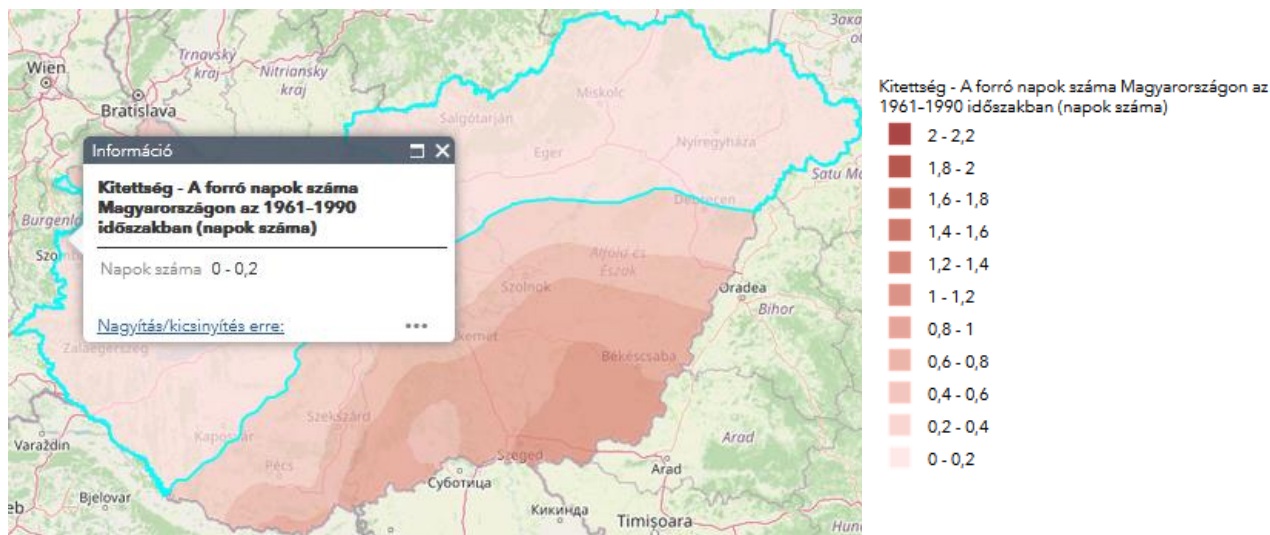 Зака
Wien
Trnavský
kraj
Nitriansky
kraj
Bratislava
Miskolc
Salgótarján
Nyíregyháza
Eger
Satu Ma
Debrecen
Információ
Kitettség - A forró napok száma
Magyarországon az 1961-1990
időszakban (napok száma)
Napok száma 0 - 0,2
Nagyítás/kicsinyítés erre:
Burgenla
Alföld és
Észak
Szolnok
Oradea
Bihor
Békéscsaba
Zalaegerszeg
Szekszárd
Varaždin
Kaposvár
Pécs
Szeged
Arad
Arad
Суботица
Bjelovar
Кикинда
Timișoara
Hune
Kitettség - A forró napok száma Magyarországon az
1961-1990 időszakban (napok száma)
2 - 2,2
1,8 - 2
1,6 - 1,8
1,4 - 1,6
1,2 - 1,4
1 - 1,2
0,8 - 1
0,6 - 0,8
0,4 - 0,6
0,2 - 0,4
0 - 0,2